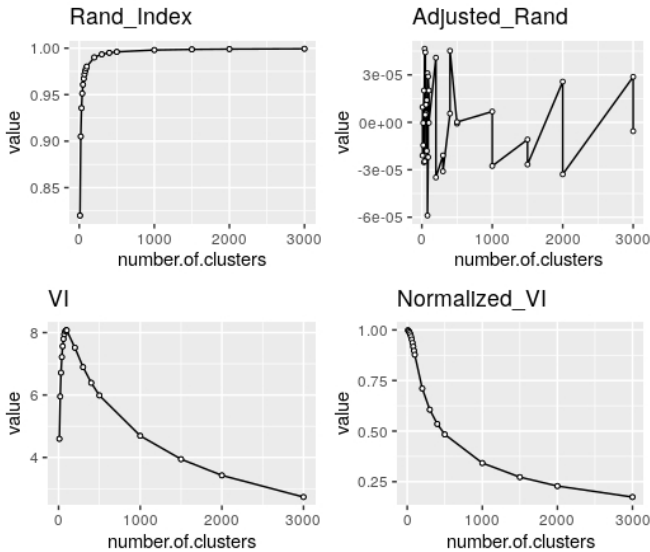 Rand_Index
value
1.00
0.95
0.90
0.85
0 1000 2000 3000
number.of.clusters
Adjusted_Rand
value
3e-05
0e+00
-3e-05
-6e-05
0 1000 2000 3000
number.of.clusters
VI
value
8
6
4
0 1000 2000 3000
number.of.clusters
Normalized_VI
value
1.00
0.75
0.50
0.25
0 1000 2000 3000
number.of.clusters